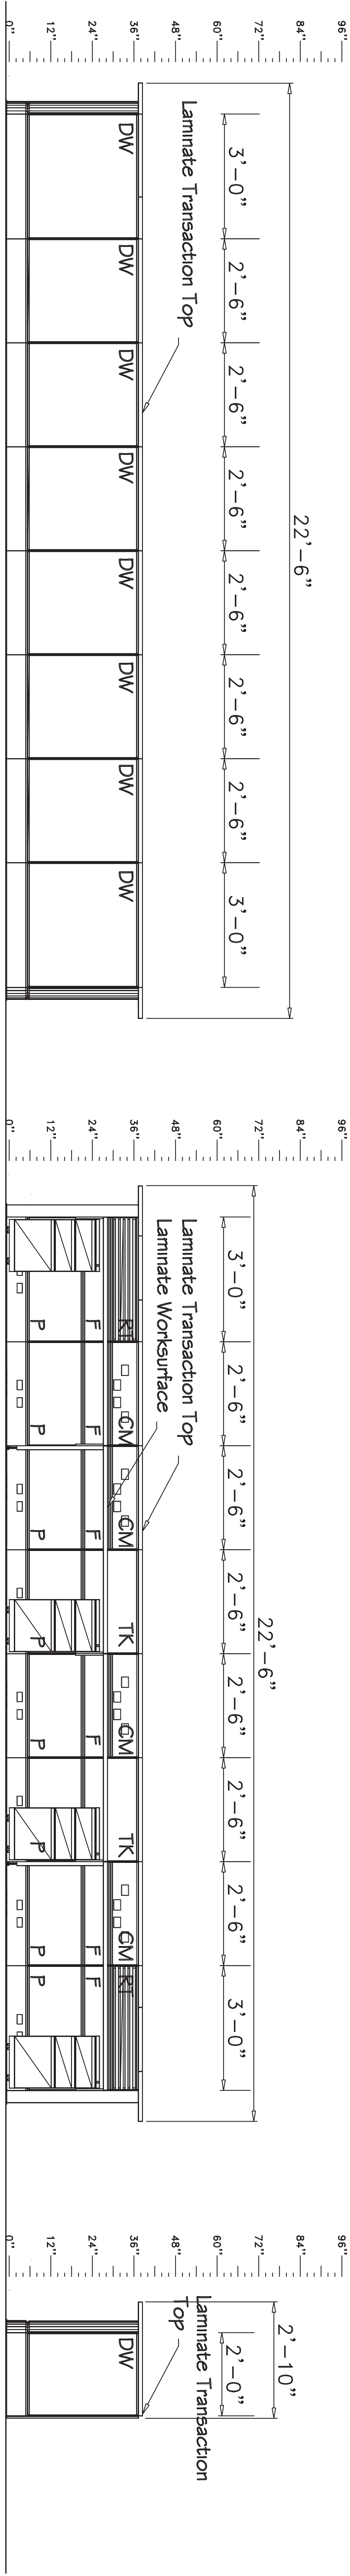 96"
84"
72"
60"
48"
36"
24"
12"
0"
22'-6"
3'-0" 2'-6" 2'-6" 2'-6" 2'-6" 2'-6" 2'-6" 3'-0"
Laminate Transaction Top
DW DW DW DW DW DW DW DW
96"
84"
72"
60"
48"
36"
24"
12"
0"
22'-6"
3'-0" 2'-6" 2'-6" 2'-6" 2'-6" 2'-6" 2'-6" 3'-0"
Laminate Transaction Top
Laminate Worksurface
RT CM CM TK CM TK CM RT
F F F F F F
P P P P P P P P
96"
84"
72"
60"
48"
36"
24"
12"
0"
2'-10"
2'-0"
Laminate Transaction
Top
DW